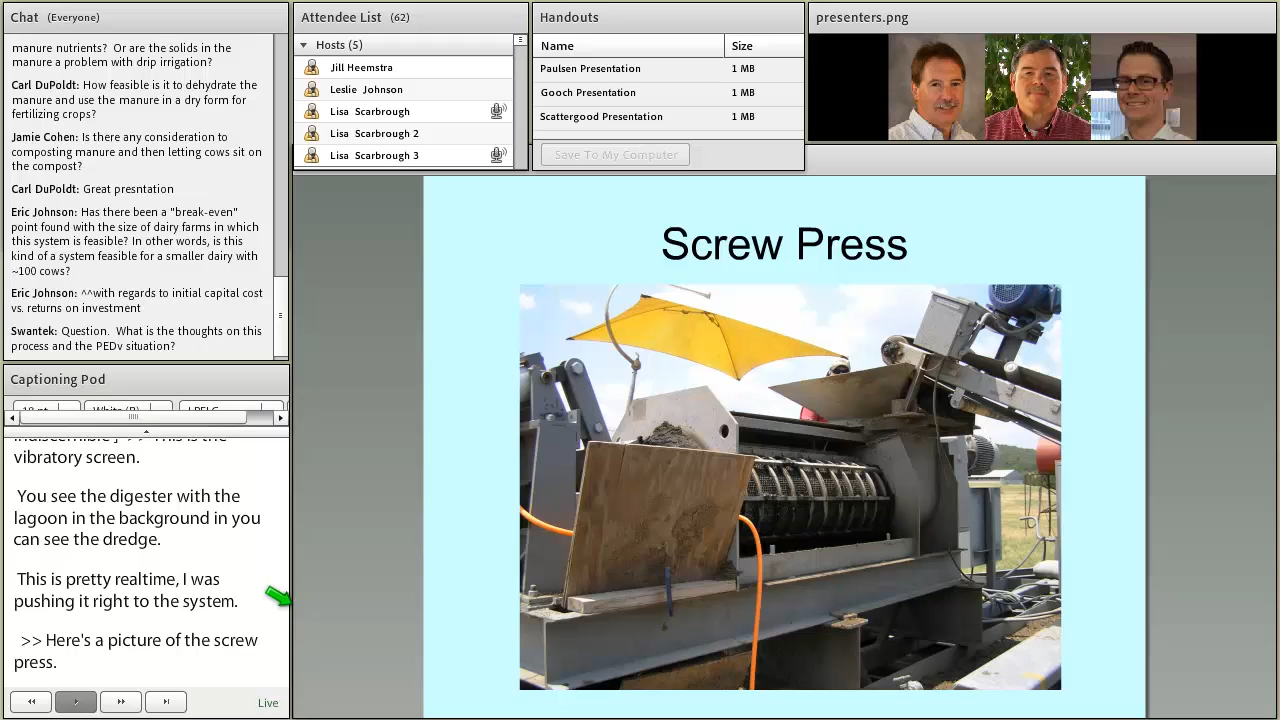 Chat (Everyone)
manure nutrients? Or are the solids in the
manure a problem with drip irrigation?
Carl DuPoldt: How feasible is it to dehydrate the
manure and use the manure in a dry form for
fertilizing crops?
Jamie Cohen: Is there any consideration to
composting manure and then letting cows sit on
the compost?
Carl DuPoldt: Great presntation
Eric Johnson: Has there been a "break-even"
point found with the size of dairy farms in which
this system is feasible? In other words, is this
kind of a system feasible for a smaller dairy with
~100 cows?
Eric Johnson: ^^with regards to initial capital cost
vs. returns on investment
Swantek: Question. What is the thoughts on this
process and the PEDv situation?
Captioning Pod
vibratory screen.
You see the digester with the
lagoon in the background in you
can see the dredge.
This is pretty realtime, I was
pushing it right to the system.
>> Here's a picture of the screw
press.
Live
Attendee List (62)
Hosts (5)
Jill Heemstra
Leslie Johnson
Lisa Scarbrough
Lisa Scarbrough 2
Lisa Scarbrough 3
Handouts
Name Size
Paulsen Presentation 1 MB
Gooch Presentation 1 MB
Scattergood Presentation 1 MB
Save To My Computer
presenters.png
Screw Press